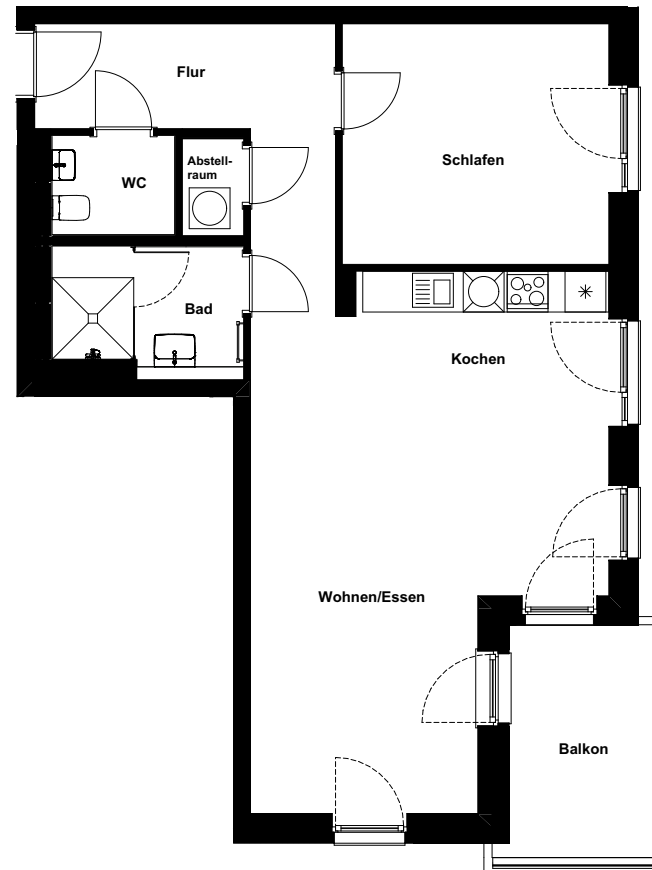 Flur
Schlafen
WC
Abstell-
raum
Bad
Kochen
Wohnen/Essen
Balkon